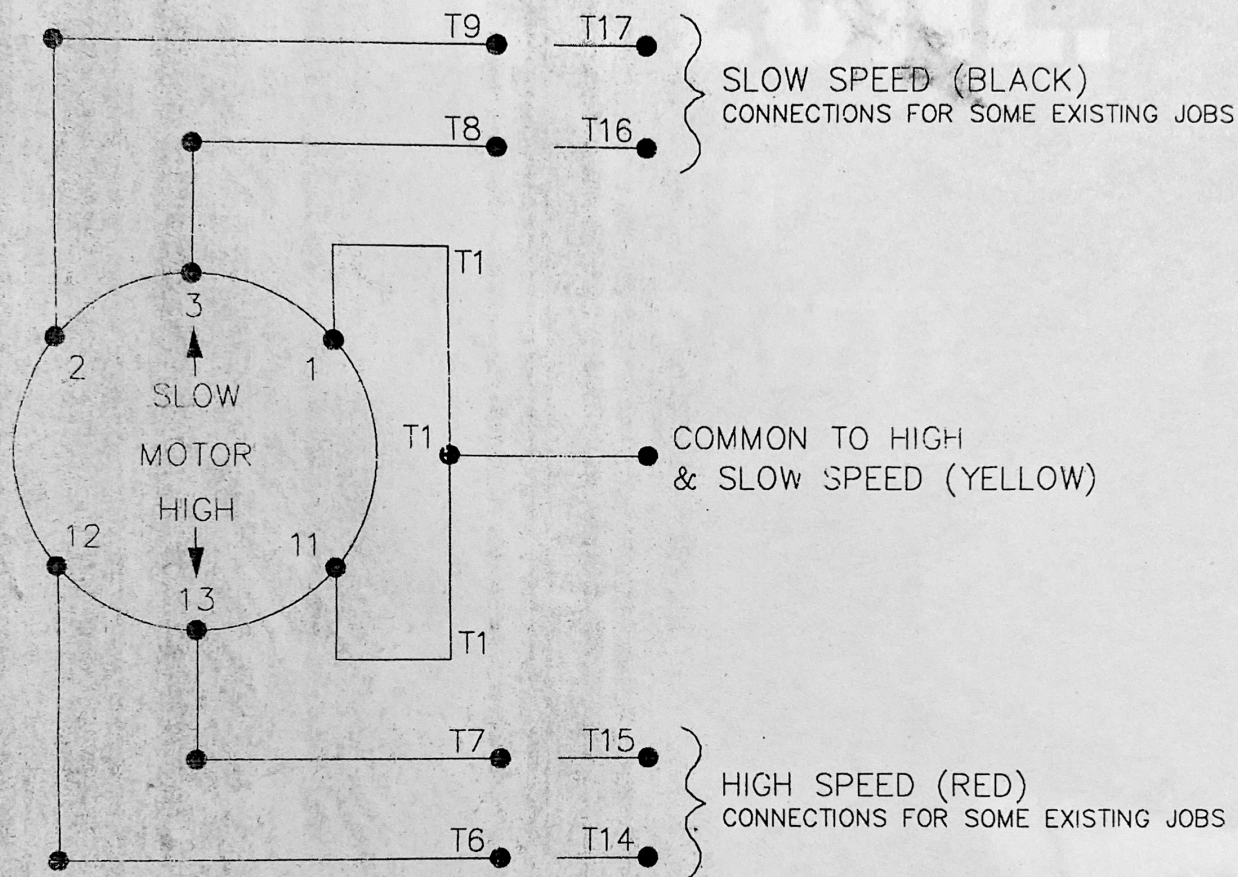 T9 T17
SLOW SPEED (BLACK)
CONNECTIONS FOR SOME EXISTING JOBS
T8 T16
T1
3
2 1
SLOW
MOTOR
HIGH
T1
COMMON TO HIGH
& SLOW SPEED (YELLOW)
12 11
13
T1
T7 T15
HIGH SPEED (RED)
CONNECTIONS FOR SOME EXISTING JOBS
T6 T14